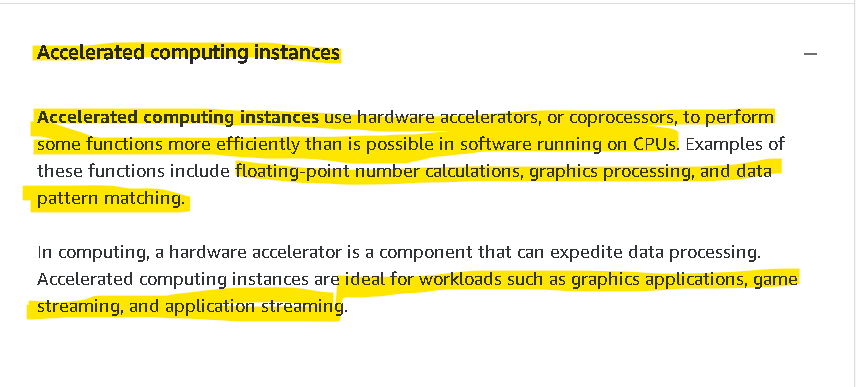 Accelerated computing instances
Accelerated computing instances use hardware accelerators, or coprocessors, to perform
some functions more efficiently than is possible in software running on CPUs. Examples of
these functions include floating-point number calculations, graphics processing, and data
pattern matching.
In computing, a hardware accelerator is a component that can expedite data processing.
Accelerated computing instances are ideal for workloads such as graphics applications, game
streaming, and application streaming.